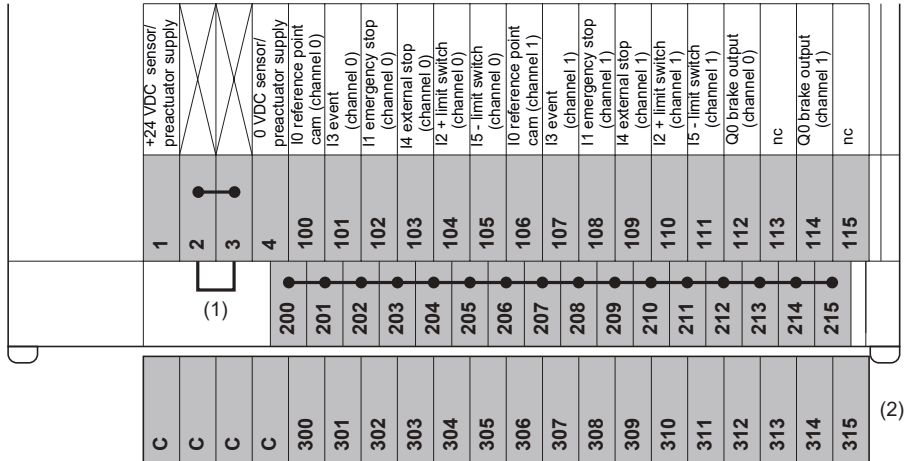 +24 VDC sensor/
preactuator supply
0 VDC sensor/
preactuator supply
I0 reference point
cam (channel 0)
I3 event
(channel 0)
I1 emergency stop
(channel 0)
I4 external stop
(channel 0)
I2 + limit switch
(channel 0)
I5 - limit switch
(channel 0)
I0 reference point
cam (channel 1)
I3 event
(channel 1)
I1 emergency stop
(channel 1)
I4 external stop
(channel 1)
I2 + limit switch
(channel 1)
I5 - limit switch
(channel 1)
Q0 brake output
(channel 0)
nc
Q0 brake output
(channel 1)
nc
1
2
3
4
100
101
102
103
104
105
106
107
108
109
110
111
112
113
114
115
(1)
200
201
202
203
204
205
206
207
208
209
210
211
212
213
214
215
C
C
C
C
300
301
302
303
304
305
306
307
308
309
310
311
312
313
314
315
(2)